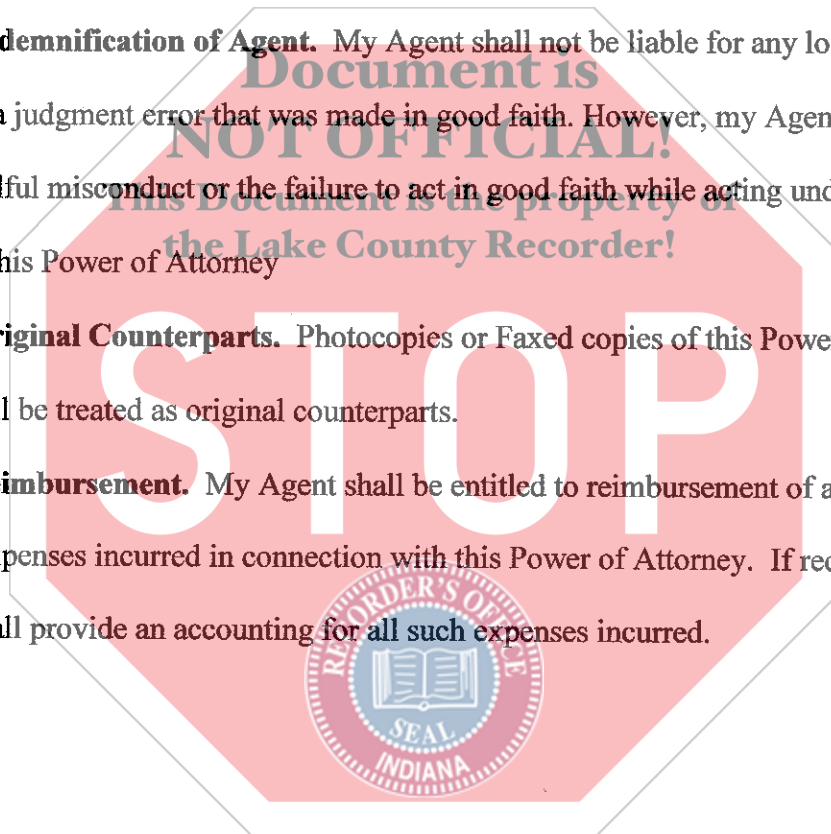 demnification of Agent. My Agent shall not be liable for any lo
Document is
judgment error that was made in good faith. However, my Agen
NOT OFFICIAL!
lful misconduct or the failure to act in good faith while acting und
This Document is the property of
the Lake County Recorder!
his Power of Attorney
riginal Counterparts. Photocopies or Faxed copies of this Powe
l be treated as original counterparts.
STOP
imbursement. My Agent shall be entitled to reimbursement of a
penses incurred in connection with this Power of Attorney. If rec
all provide an accounting for all such expenses incurred.
RECORDER'S OFFICE
SEAL
INDIANA